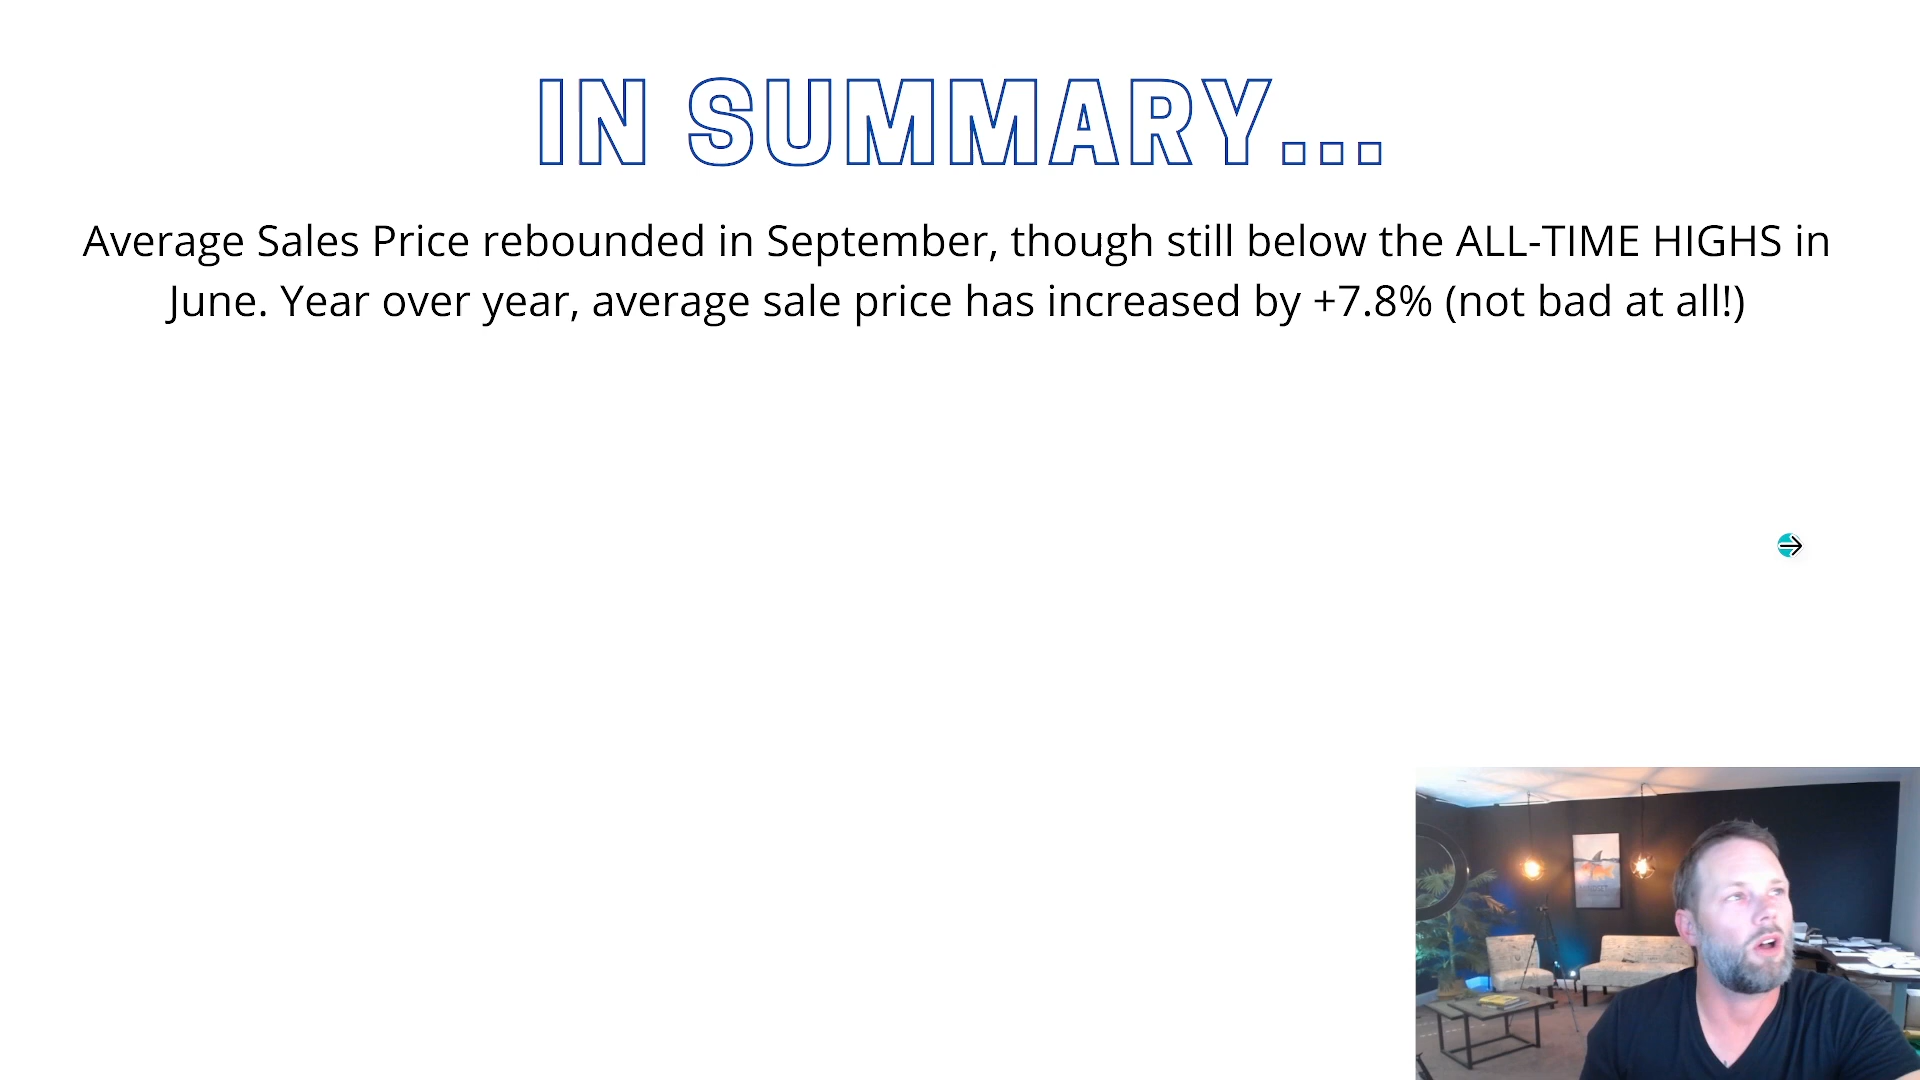 IN SUMMARY...
Average Sales Price rebounded in September, though still below the ALL-TIME HIGHS in
June. Year over year, average sale price has increased by +7.8% (not bad at all!)